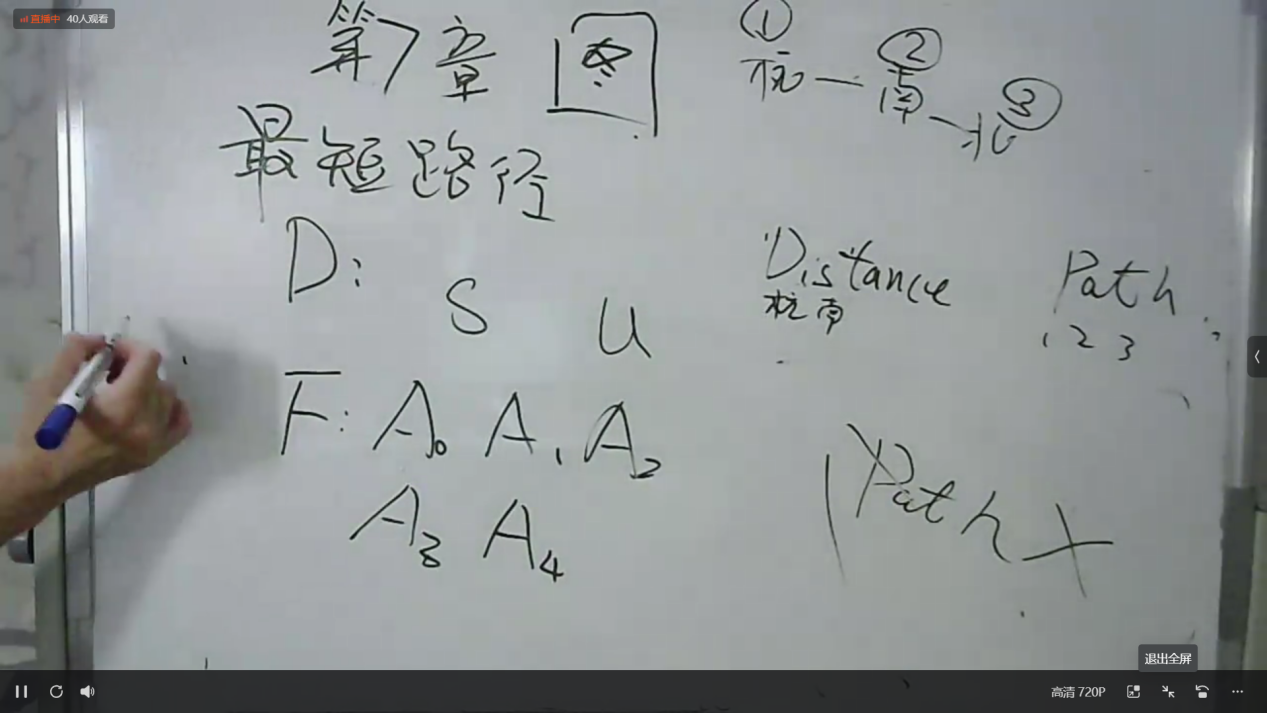 直播中 40人观看
第7章 图
① ② ③
杭—南—北
最短路径
D: S U
Distance Path
杭南 1 2 3
F: A₀ A₁ A₂
A₃ A₄
Path
退出全屏
高清 720P